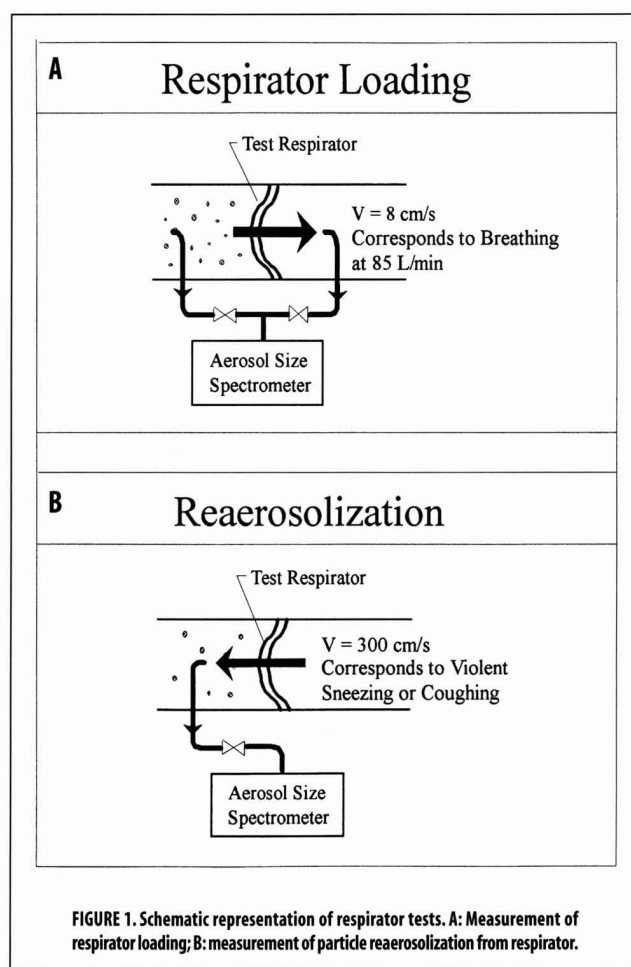 A
Respirator Loading
Test Respirator
V = 8 cm/s
Corresponds to Breathing
at 85 L/min
Aerosol Size
Spectrometer
B
Reaerosolization
Test Respirator
V = 300 cm/s
Corresponds to Violent
Sneezing or Coughing
Aerosol Size
Spectrometer
FIGURE 1. Schematic representation of respirator tests. A: Measurement of
respirator loading; B: measurement of particle reaerosolization from respirator.